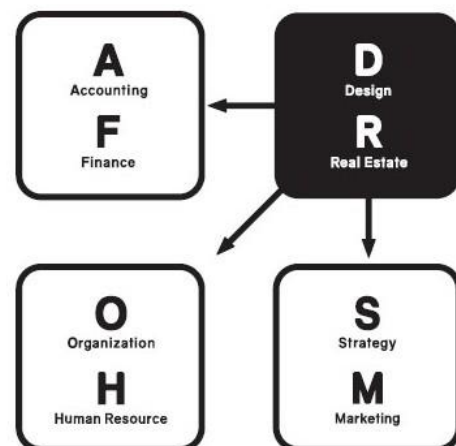 A
Accounting
F
Finance
D
Design
R
Real Estate
O
Organization
H
Human Resource
S
Strategy
M
Marketing